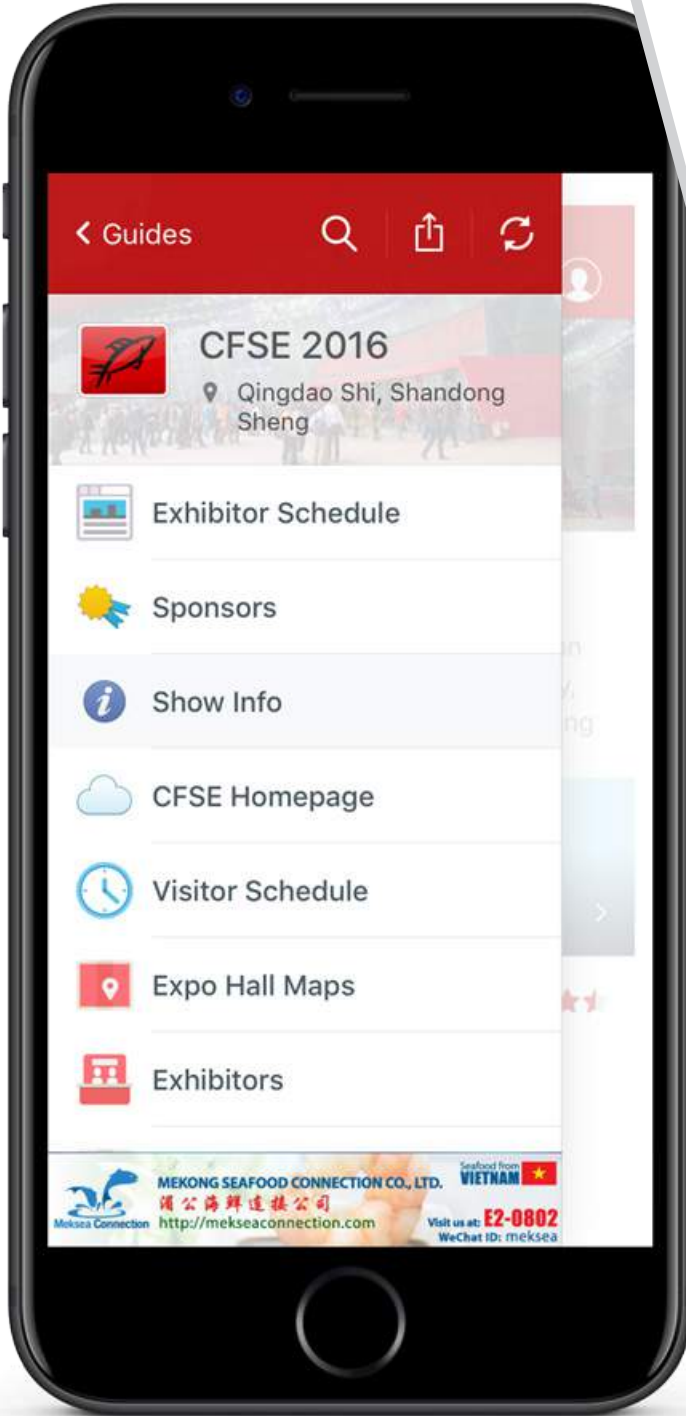 Guides
CFSE 2016
Qingdao Shi, Shandong
Sheng
Exhibitor Schedule
Sponsors
Show Info
CFSE Homepage
Visitor Schedule
Expo Hall Maps
Exhibitors
Meksea Connection
MEKONG SEAFOOD CONNECTION CO., LTD.
湄公海鲜连接公司
http://mekseaconnection.com
Seafood from
VIETNAM
Visit us at: E2-0802
WeChat ID: meksea